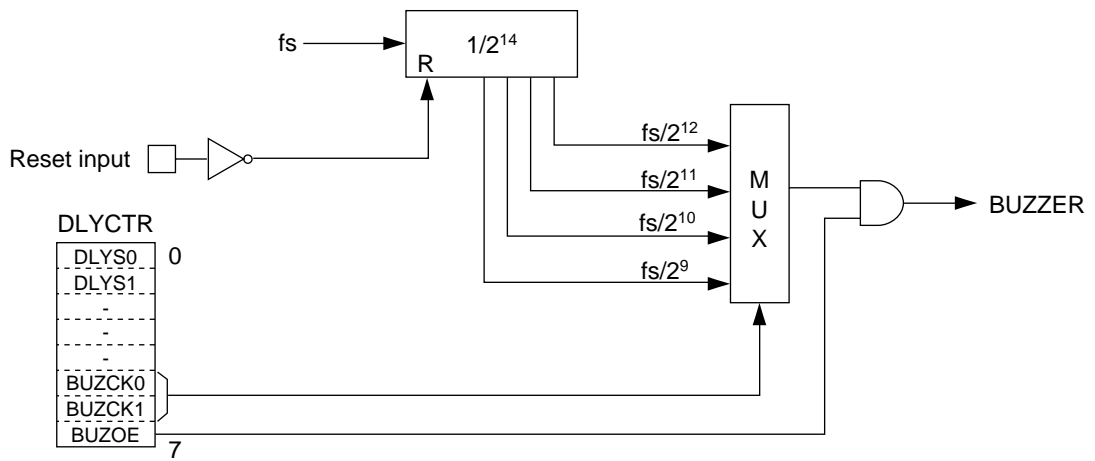 fs
1/2¹⁴
R
fs/2¹²
Reset input
fs/2¹¹
M
U
X
BUZZER
fs/2¹⁰
fs/2⁹
DLYCTR
DLYS0
0
DLYS1
-
-
-
BUZCK0
BUZCK1
BUZOE
7